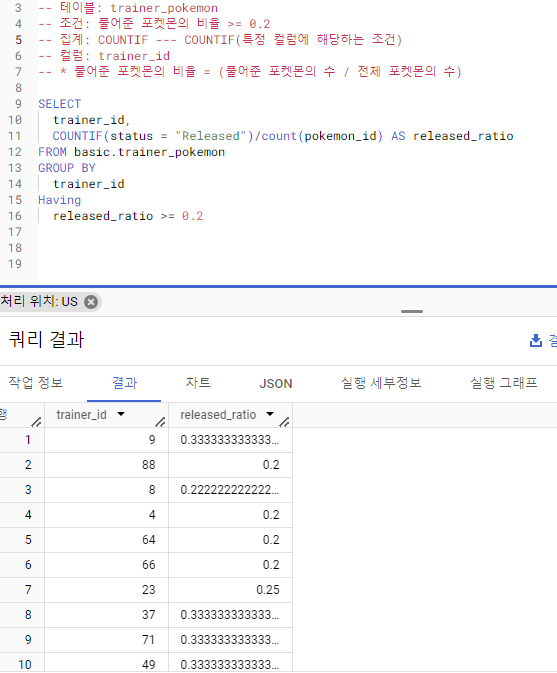 3 -- 테이블: trainer_pokemon
4 -- 조건: 풀어준 포켓몬의 비율 >= 0.2
5 -- 집계: COUNTIF --- COUNTIF(특정 컬럼에 해당하는 조건)
6 -- 컬럼: trainer_id
7 -- * 풀어준 포켓몬의 비율 = (풀어준 포켓몬의 수 / 전체 포켓몬의 수)
8
9 SELECT
10 trainer_id,
11 COUNTIF(status = "Released")/count(pokemon_id) AS released_ratio
12 FROM basic.trainer_pokemon
13 GROUP BY
14 trainer_id
15 Having
16 released_ratio >= 0.2
17
18
19
처리 위치: US
쿼리 결과
작업 정보 결과 차트 JSON 실행 세부정보 실행 그래프
행 trainer_id released_ratio
1 9 0.333333333333...
2 88 0.2
3 8 0.222222222222...
4 4 0.2
5 64 0.2
6 66 0.2
7 23 0.25
8 37 0.333333333333...
9 71 0.333333333333...
10 49 0.333333333333...